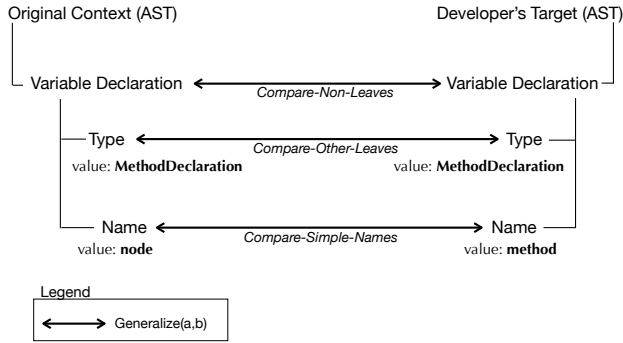 Original Context (AST) Developer's Target (AST)
Variable Declaration Variable Declaration
Compare-Non-Leaves
Type Type
Compare-Other-Leaves
value: MethodDeclaration value: MethodDeclaration
Name Name
Compare-Simple-Names
value: node value: method
Legend
Generalize(a,b)